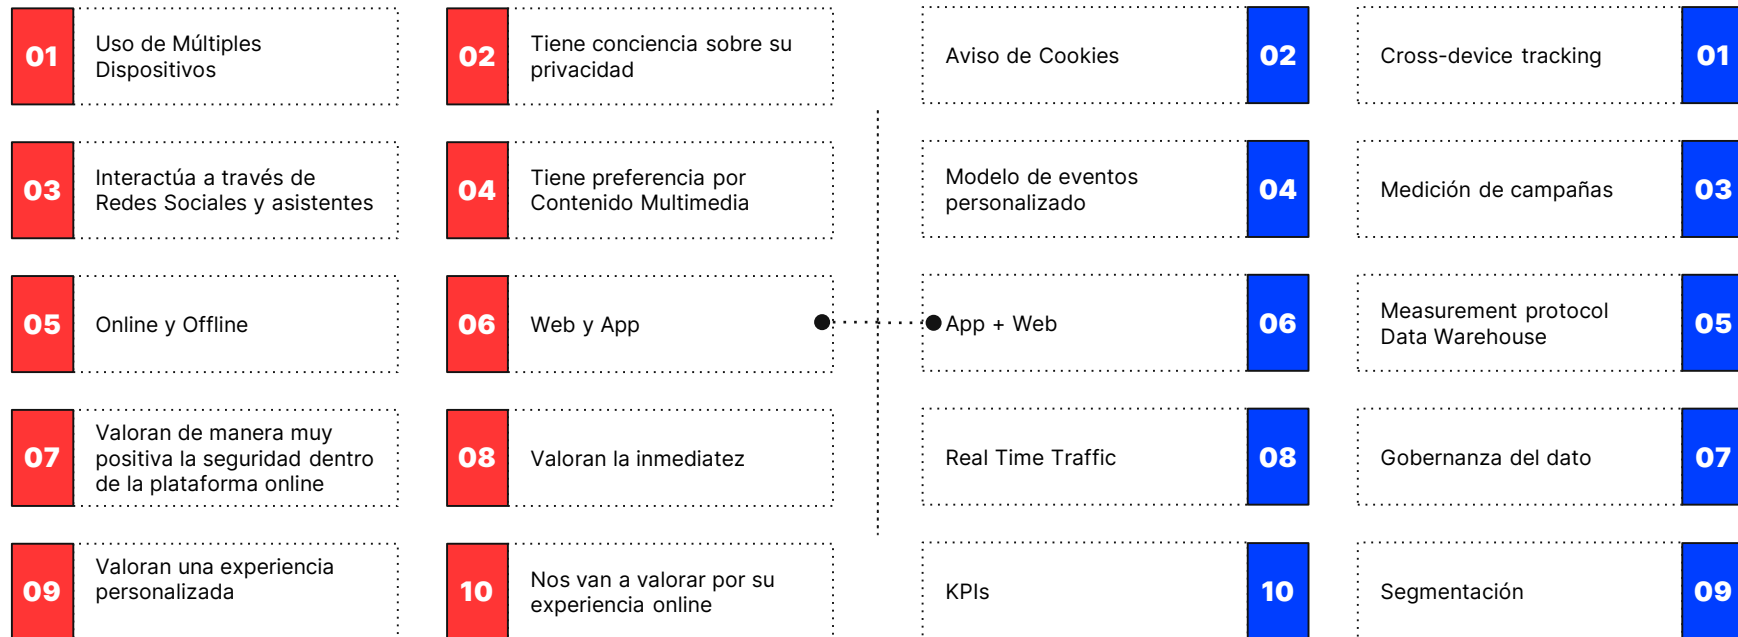 01
Uso de Múltiples
Dispositivos
02
Tiene conciencia sobre su
privacidad
Aviso de Cookies
02
Cross-device tracking
01
03
Interactúa a través de
Redes Sociales y asistentes
04
Tiene preferencia por
Contenido Multimedia
Modelo de eventos
personalizado
04
Medición de campañas
03
05
Online y Offline
06
Web y App
App + Web
06
Measurement protocol
Data Warehouse
05
07
Valoran de manera muy
positiva la seguridad dentro
de la plataforma online
08
Valoran la inmediatez
Real Time Traffic
08
Gobernanza del dato
07
09
Valoran una experiencia
personalizada
10
Nos van a valorar por su
experiencia online
KPIs
10
Segmentación
09